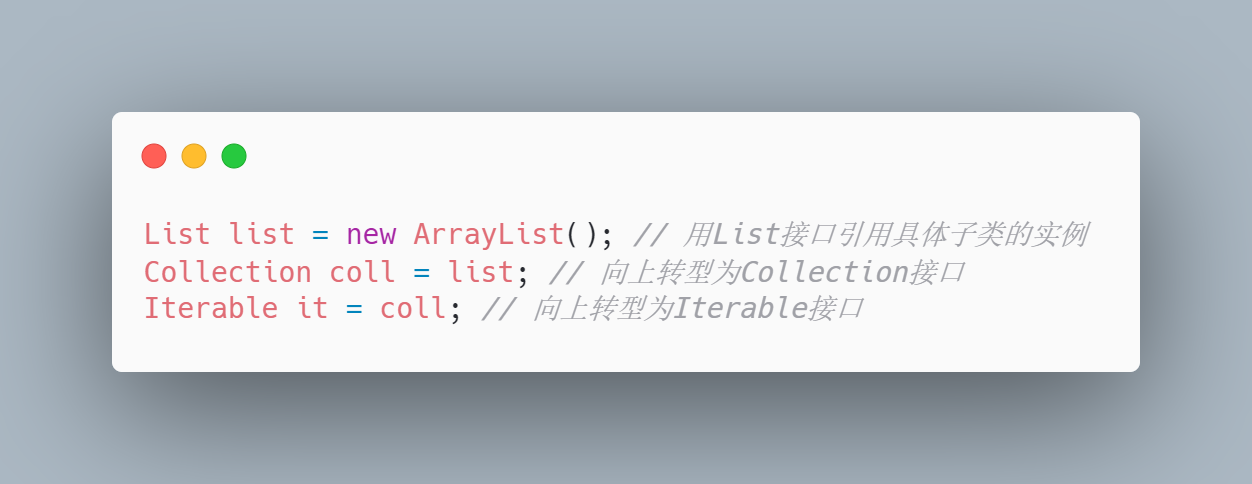 List list = new ArrayList(); // 用List接口引用具体子类的实例
Collection coll = list; // 向上转型为Collection接口
Iterable it = coll; // 向上转型为Iterable接口